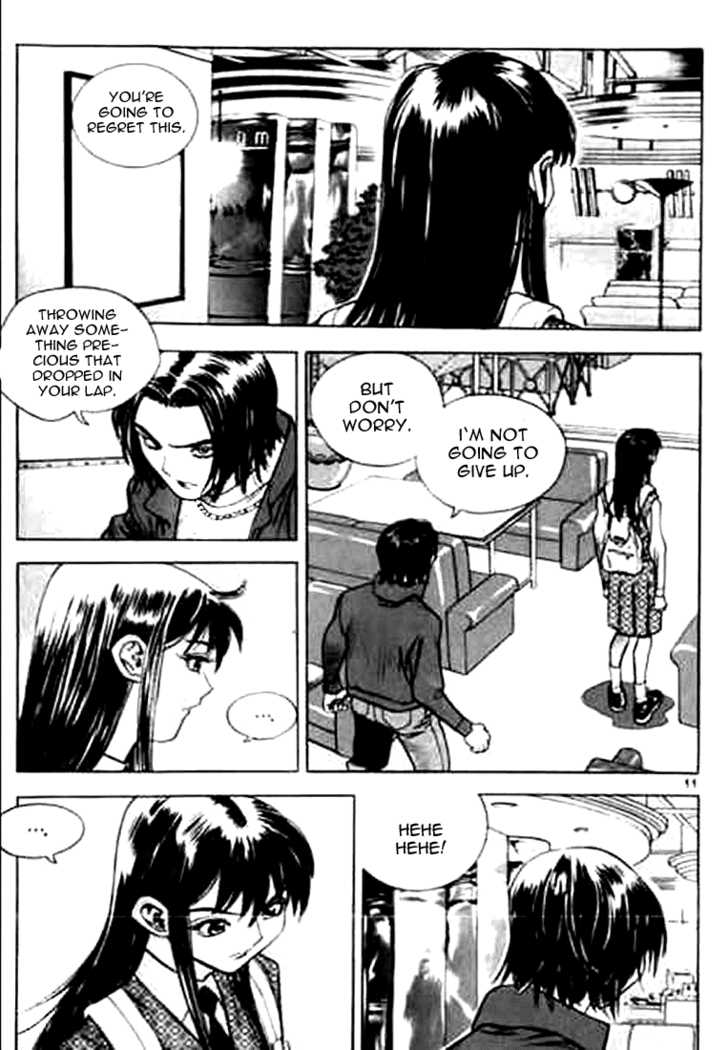 YOU'RE
GOING TO
REGRET THIS.
THROWING
AWAY SOME-
THING PRE-
CIOUS THAT
DROPPED IN
YOUR LAP.
BUT
DON'T
WORRY.
I'M NOT
GOING TO
GIVE UP.
...
11
...
HEHE
HEHE!